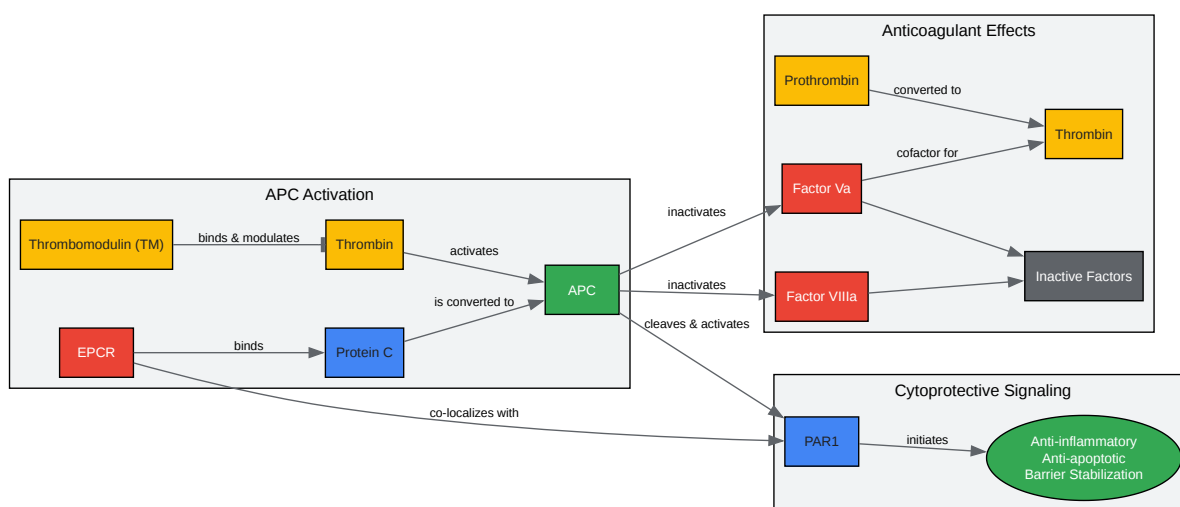 Anticoagulant Effects
Prothrombin
converted to
Thrombin
cofactor for
Factor Va
APC Activation
inactivates
Thrombomodulin (TM)
binds & modulates
Thrombin
activates
Inactive Factors
APC
inactivates
Factor VIIIa
is converted to
cleaves & activates
EPCR
binds
Protein C
Cytoprotective Signaling
co-localizes with
PAR1
initiates
Anti-inflammatory
Anti-apoptotic
Barrier Stabilization